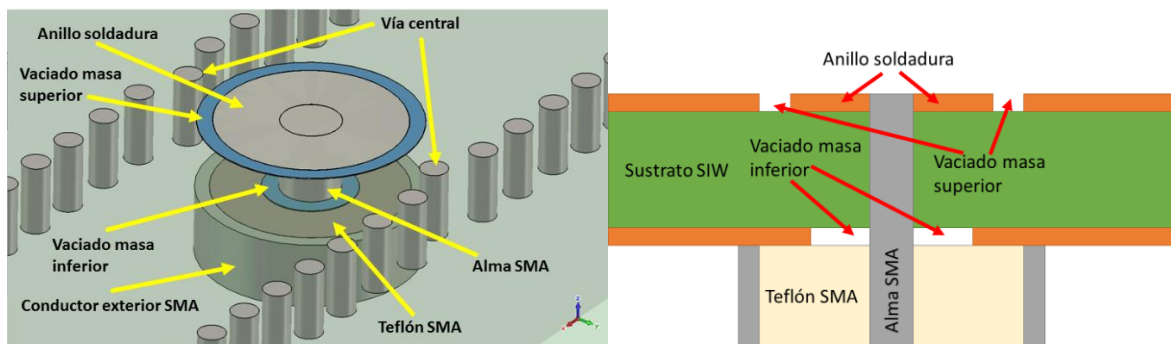 Anillo soldadura
Vía central
Vaciado masa
superior
Vaciado masa
inferior
Alma SMA
Conductor exterior SMA
Teflón SMA
Anillo soldadura
Sustrato SIW
Vaciado masa
inferior
Vaciado masa
superior
Teflón SMA
Alma SMA